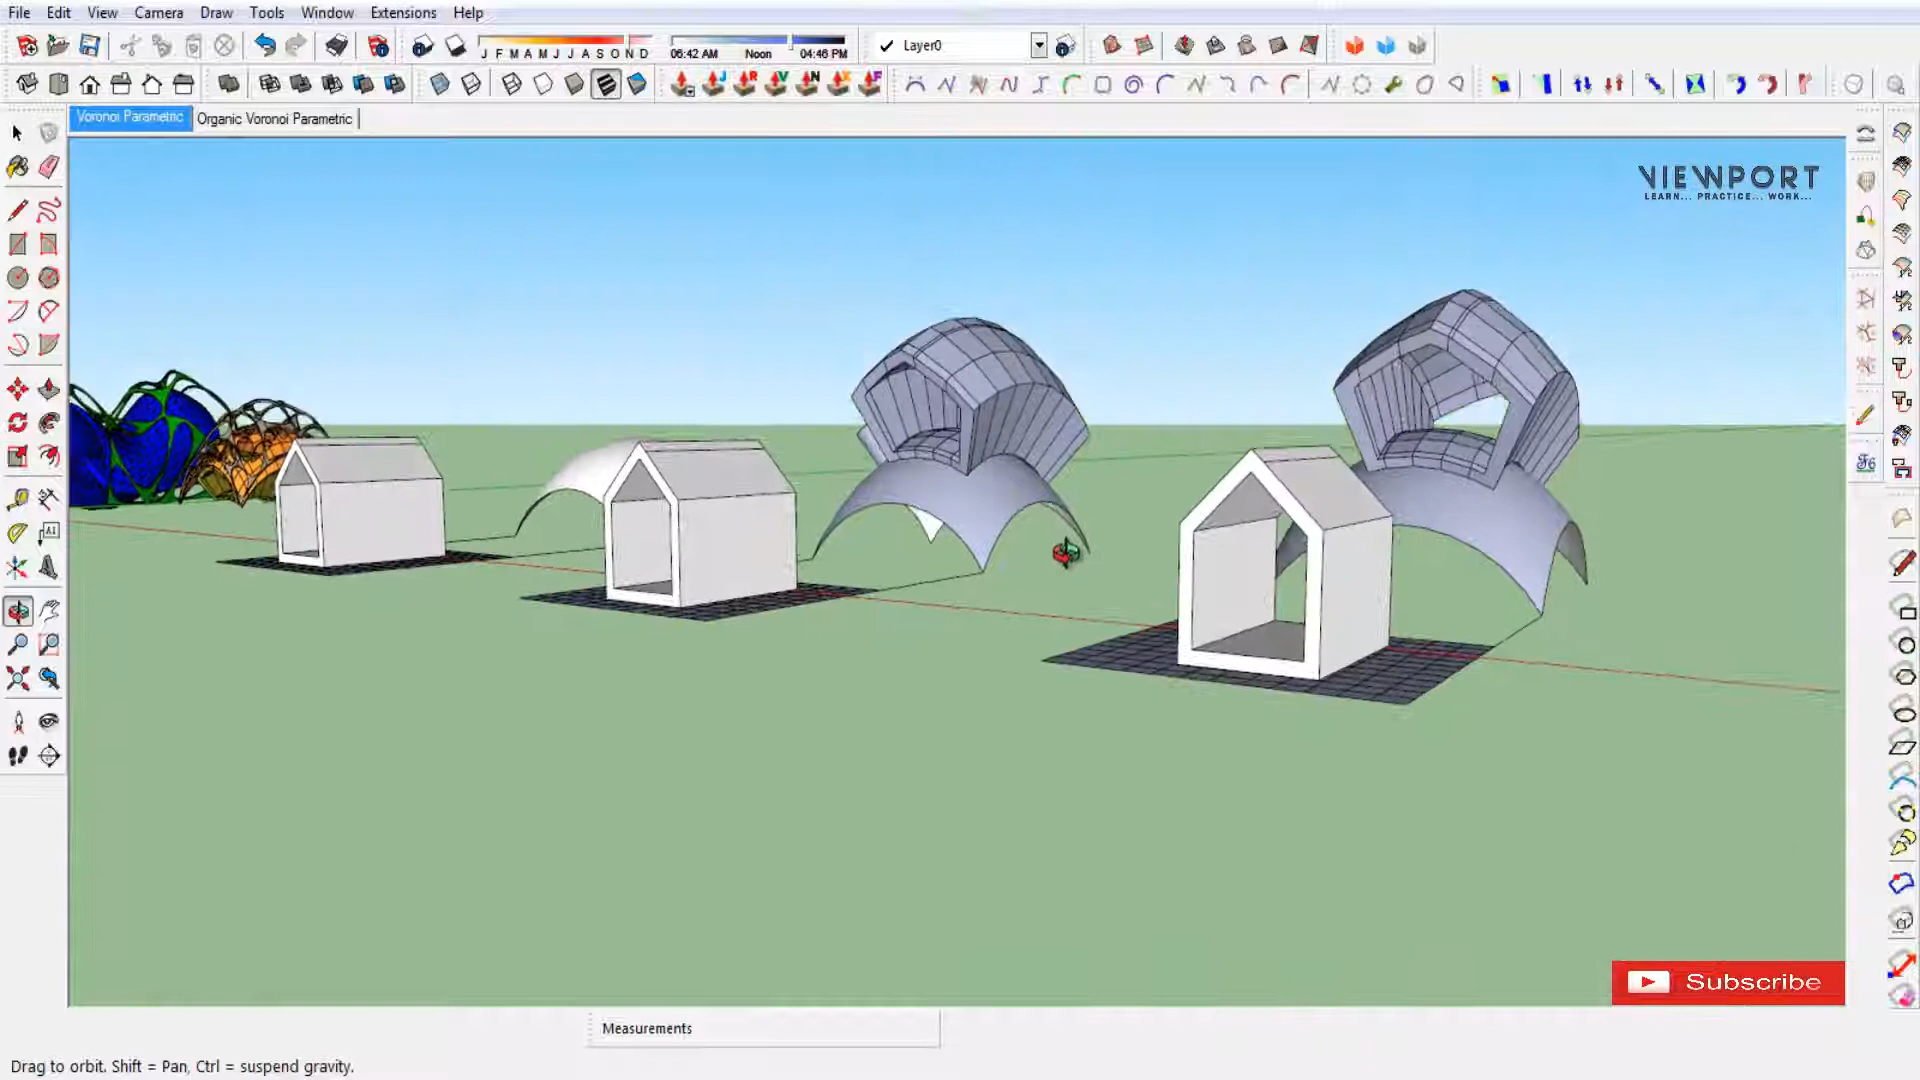 File Edit View Camera Draw Tools Window Extensions Help
J F M A M J J A S O N D
06:42 AM Noon 04:46 PM
Layer0
J R V N X F
Voronoi Parametric
Organic Voronoi Parametric
VIEWPORT
LEARN... PRACTICE... WORK...
Subscribe
Measurements
Drag to orbit. Shift = Pan, Ctrl = suspend gravity.